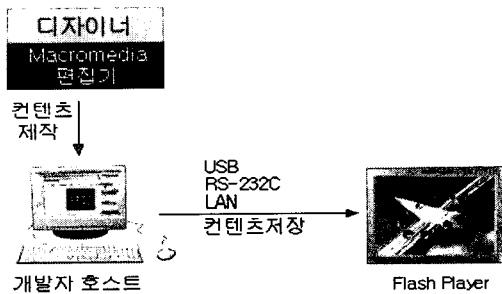 디자이너
Macromedia
편집기
컨텐츠
제작
USB
RS-232C
LAN
컨텐츠저장
개발자 호스트
Flash Player